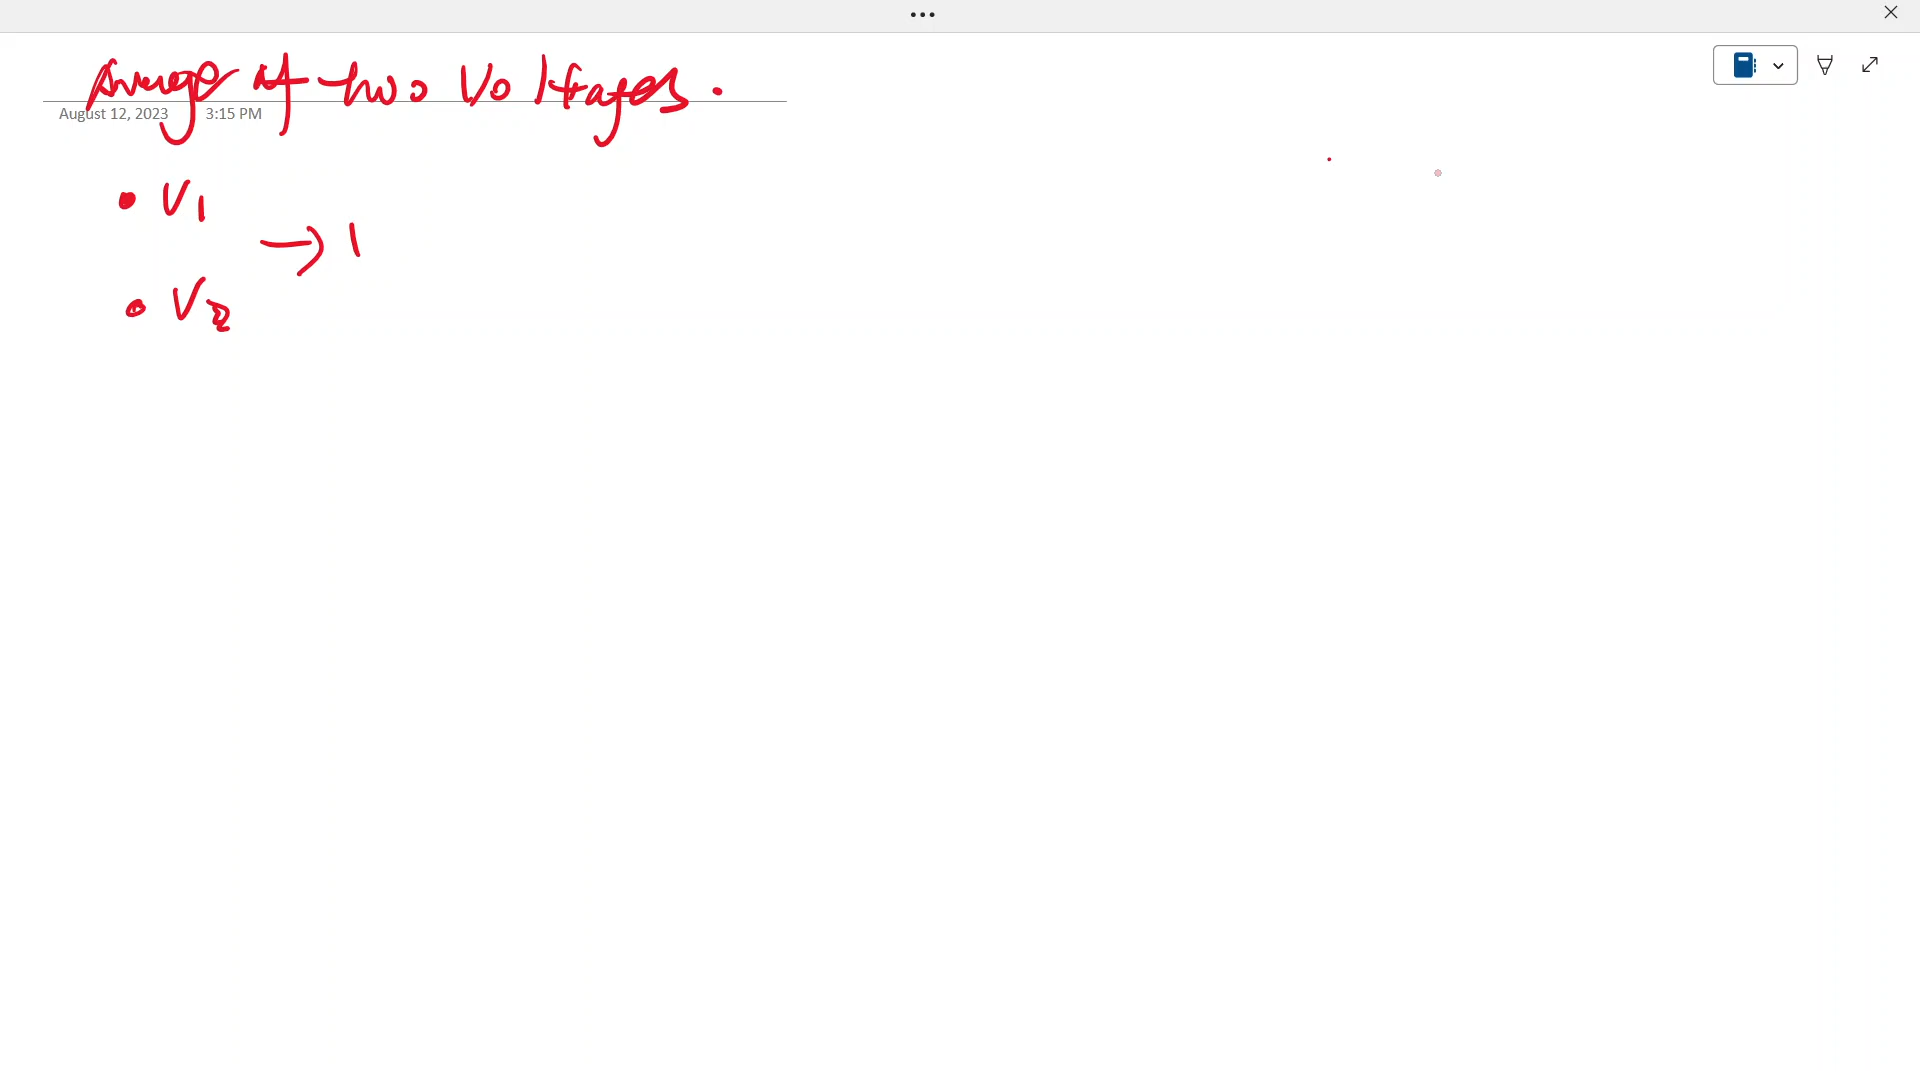 Average of two Voltages.
August 12, 2023 3:15 PM
• V1
→ 1
• V2